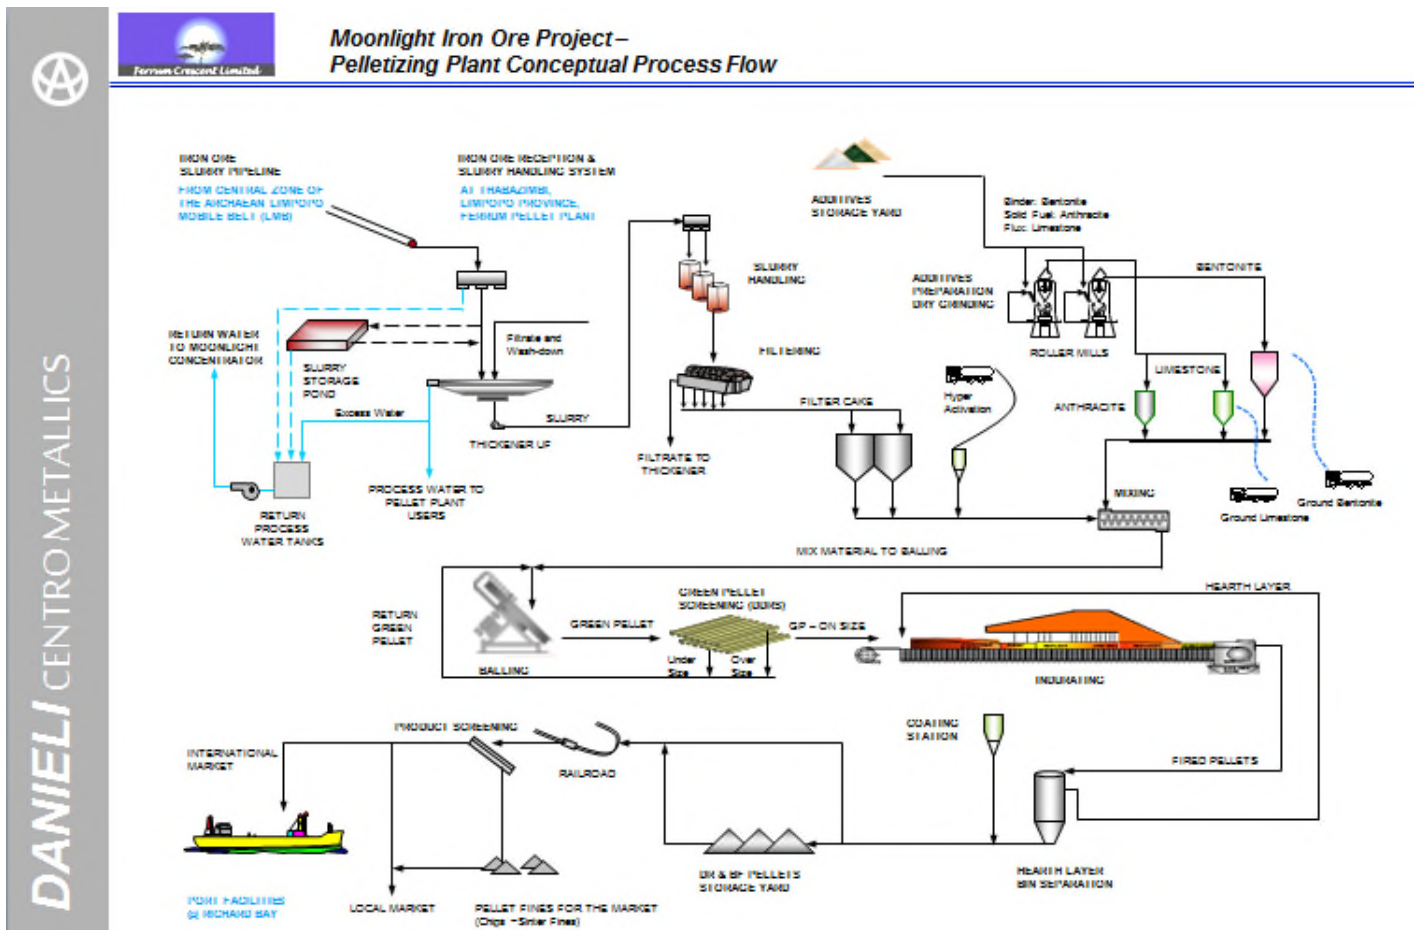 DANIELI CENTRO METALLICS
Ferrum Crescent Limited
Moonlight Iron Ore Project –
Pelletizing Plant Conceptual Process Flow
IRON ORE
SLURRY PIPELINE
FROM CENTRAL ZONE OF
THE ARCHAEAN LIMPOPO
MOBILE BELT (LMB)
IRON ORE RECEPTION &
SLURRY HANDLING SYSTEM
AT THABAZIMBI,
LIMPOPO PROVINCE,
FERRUM PELLET PLANT
ADDITIVES
STORAGE YARD
Binder: Bentonite
Solid Fuel: Anthracite
Flux: Limestone
SLURRY
HANDLING
ADDITIVES
PREPARATION
DRY GRINDING
BENTONITE
RETURN WATER
TO MOONLIGHT
CONCENTRATOR
SLURRY
STORAGE
POND
Filtrate and
Wash-down
FILTERING
ROLLER MILLS
LIMESTONE
Hyper
Activation
ANTHRACITE
Excess Water
SLURRY
THICKENER UF
FILTER CAKE
FILTRATE TO
THICKENER
PROCESS WATER TO
PELLET PLANT
USERS
RETURN
PROCESS
WATER TANKS
MIXING
Ground Limestone
Ground Bentonite
MIX MATERIAL TO BALLING
RETURN
GREEN
PELLET
BALLING
GREEN PELLET
GREEN PELLET
SCREENING (DDRS)
Under
Size
Over
Size
GP – ON SIZE
HEARTH LAYER
INDURATING
COATING
STATION
FIRED PELLETS
PRODUCT SCREENING
RAILROAD
INTERNATIONAL
MARKET
HEARTH LAYER
BIN SEPARATION
DR & BF PELLETS
STORAGE YARD
PORT FACILITIES
@ RICHARD BAY
LOCAL MARKET
PELLET FINES FOR THE MARKET
(Chips –Sinter Fines)